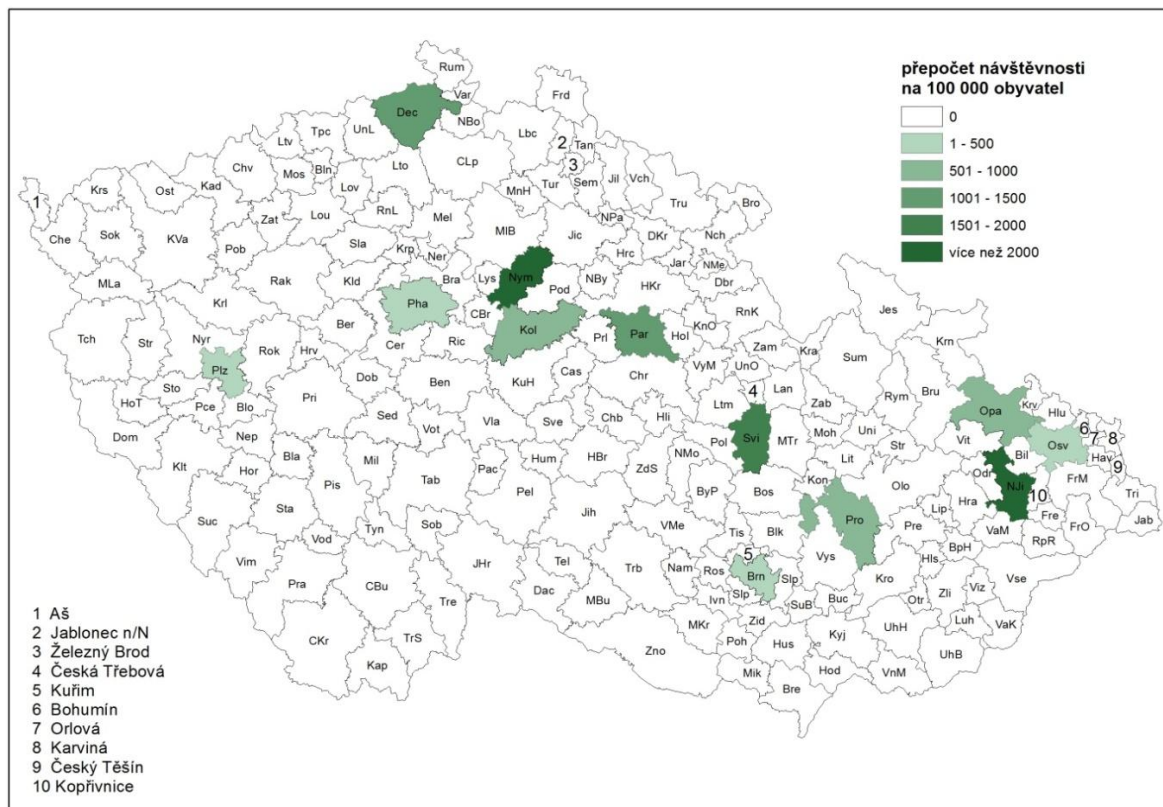 přepočet návštěvnosti
na 100 000 obyvatel
0
1 - 500
501 - 1000
1001 - 1500
1501 - 2000
více než 2000
Rum
Var
Frd
Dec
NBo
Tpc
UnL
Lbc
2
Tan
Ltv
3
Chv
Mos
Bln
Lto
CLp
Sem
Jil
Vch
Krs
Ost
Kad
Lov
MnH
Tur
Tru
Bro
1
Che
Sok
KVa
Zat
Lou
RnL
Mel
NPa
Pob
Sla
MlB
Jic
DKr
Nch
Krp
Ner
Hrc
Jar
NMe
MLa
Rak
Kld
Bra
Lys
Nym
NBy
HKr
Dbr
Krl
Pha
Pod
Jes
Tch
Str
Nyr
Ber
CBr
Kol
Prl
Par
Hol
KnO
RnK
Krn
Rok
Hrv
Cer
Ric
Zam
Kra
Sum
Plz
Dob
Ben
KuH
Cas
Chr
VyM
UnO
Sto
Pri
4
Lan
Zab
Rym
Bru
HoT
Pce
Blo
Sed
Vot
Vla
Sve
Chb
Hli
Ltm
Opa
Krv
Hlu
Dom
Nep
Svi
MTr
Moh
Uni
6
Klt
Hor
Bla
Mil
Hum
HBr
Pol
Lit
Str
Vit
Bil
Osv
7
8
Hav
Pis
Tab
Pac
Pel
ZdS
NMo
Kon
Olo
Odr
9
Sta
ByP
Bos
NJi
10
FrM
Tri
Suc
Vod
Tyn
Sob
Jih
VMe
Pro
Lip
Hra
Fre
FrO
Jab
Tis
Blk
Pre
VaM
RpR
Vim
JHr
Tel
Trb
Nam
Ros
5
Vys
Hls
BpH
Pra
CBu
Dac
Brn
Slp
Kro
Vse
Tre
MBu
Ivn
Slp
SuB
Buc
Otr
Zli
Viz
CKr
TrS
MKr
Zid
UhH
Luh
VaK
Kap
Zno
Poh
Hus
Kyj
UhB
Mik
Hod
VnM
Bre
1 Aš
2 Jablonec n/N
3 Železný Brod
4 Česká Třebová
5 Kuřim
6 Bohumín
7 Orlová
8 Karviná
9 Český Těšín
10 Kopřivnice